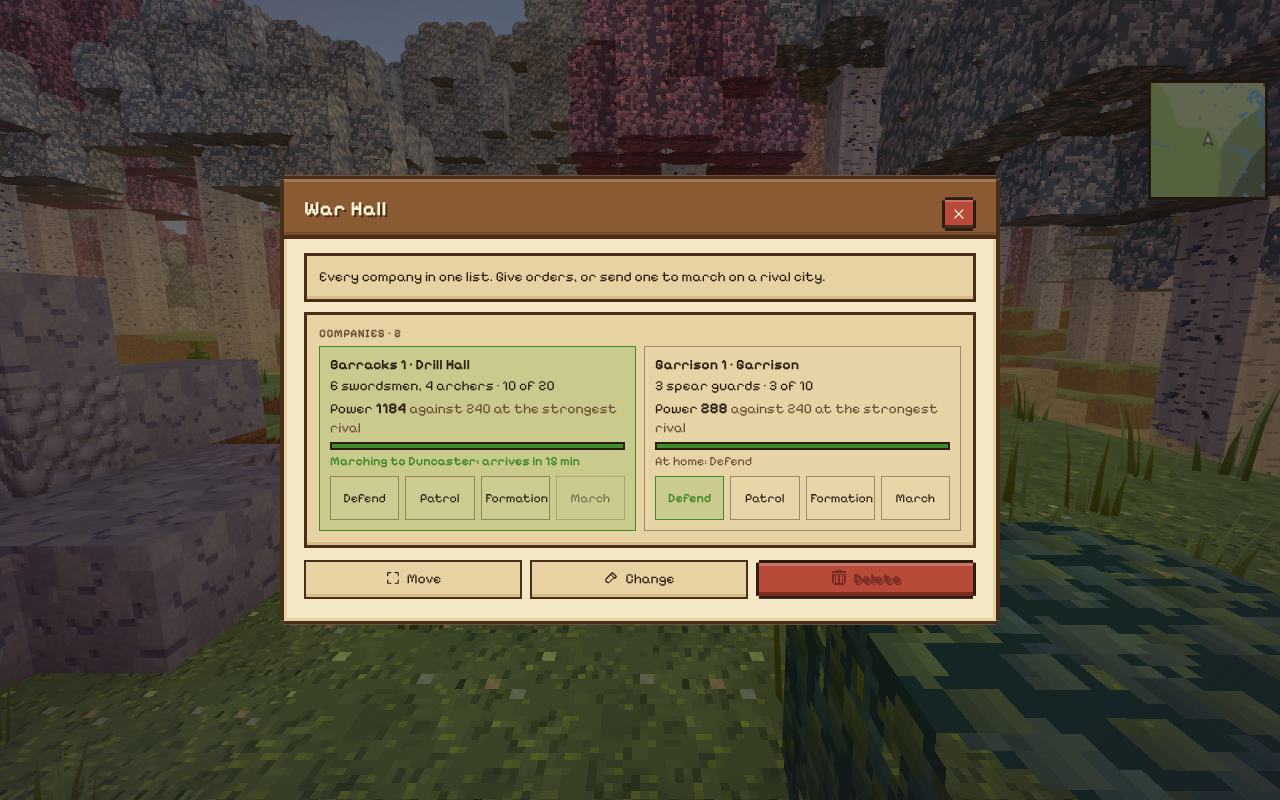 War Hall
Every company in one list. Give orders, or send one to march on a rival city.
COMPANIES · 2
Barracks 1 · Drill Hall
6 swordsmen, 4 archers · 10 of 20
Power 1184 against 240 at the strongest
rival
Marching to Duncaster: arrives in 18 min
Defend
Patrol
Formation
March
Garrison 1 · Garrison
3 spear guards · 3 of 10
Power 288 against 240 at the strongest
rival
At home: Defend
Defend
Patrol
Formation
March
Move
Change
Delete